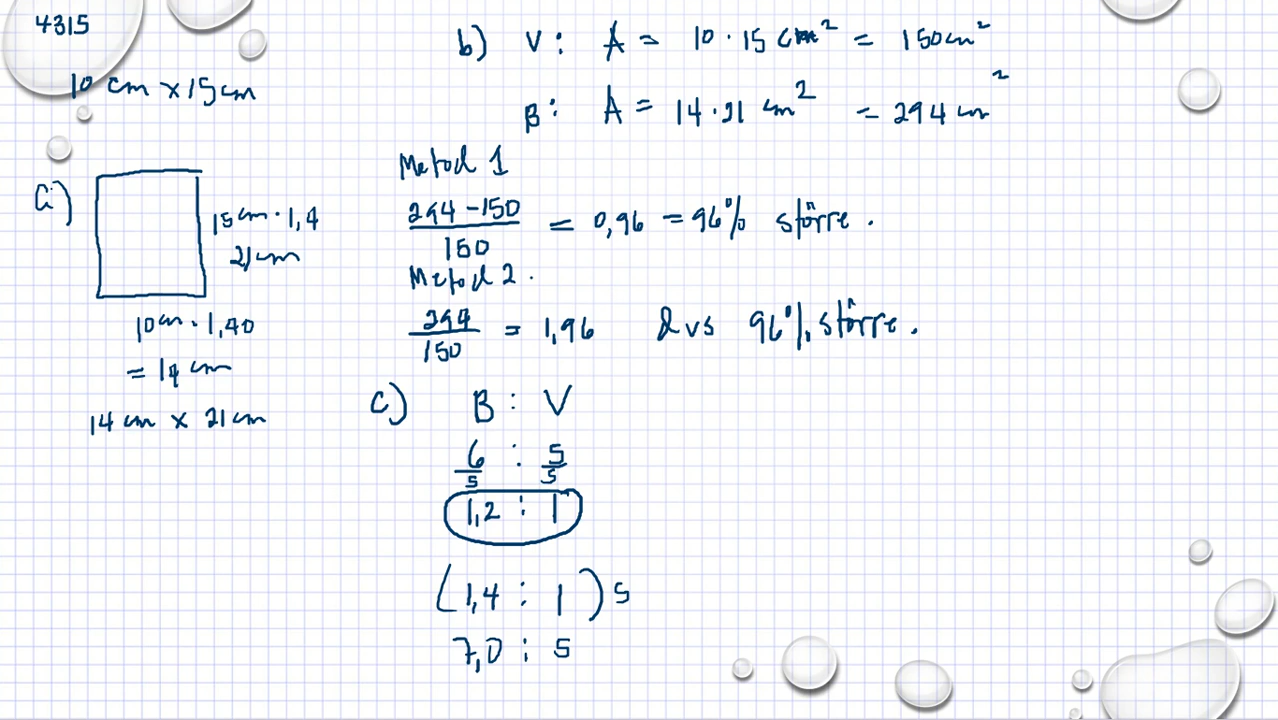 4315
10 cm x 15 cm
a)
15 cm · 1,4
21 cm
10 cm · 1,40
= 14 cm
14 cm x 21 cm
b) V: A = 10 · 15 cm² = 150 cm²
B: A = 14 · 21 cm² = 294 cm²
Metod 1
294 - 150
150
= 0,96 = 96% större.
Metod 2.
294
150
= 1,96 dvs 96% större.
c) B : V
6/5 : 5/5
1,2 : 1
(1,4 : 1) 5
7,0 : 5